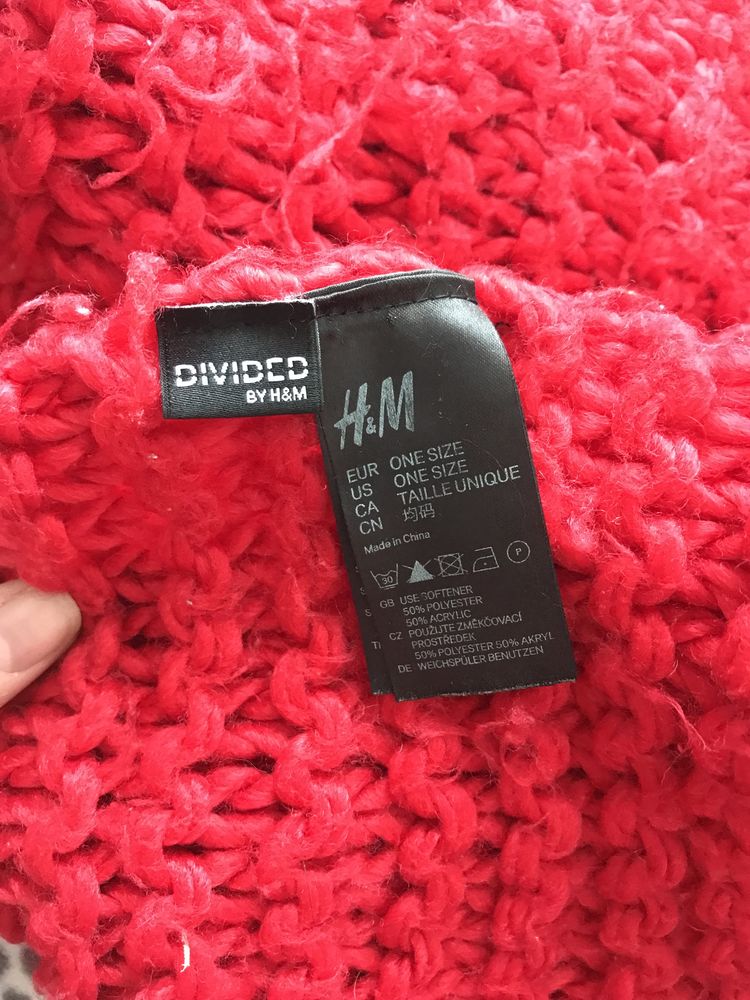 DIVIDED
BY H&M
H&M
EUR ONE SIZE
US ONE SIZE
CA TAILLE UNIQUE
CN 均码
Made in China
30
P
GB USE SOFTENER
50% POLYESTER
50% ACRYLIC
CZ POUŽIJTE ZMĚKČOVACÍ
PROSTŘEDEK
50% POLYESTER 50% AKRYL
DE WEICHSPÜLER BENUTZEN